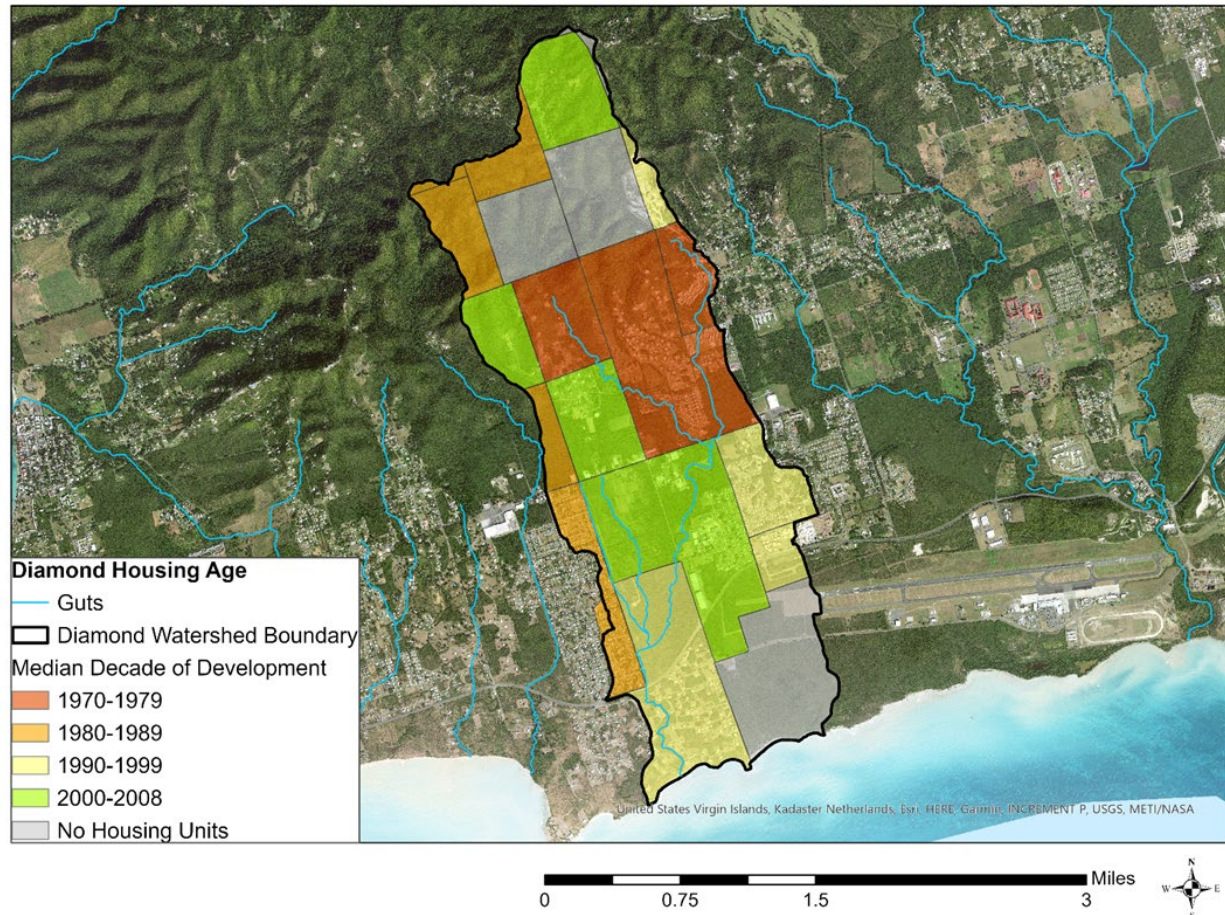 Diamond Housing Age
Guts
Diamond Watershed Boundary
Median Decade of Development
1970-1979
1980-1989
1990-1999
2000-2008
No Housing Units
United States Virgin Islands, Kadaster Netherlands, Esri, HERE, Garmin, INCREMENT P, USGS, METI/NASA
Miles
0 0.75 1.5 3
N
W E